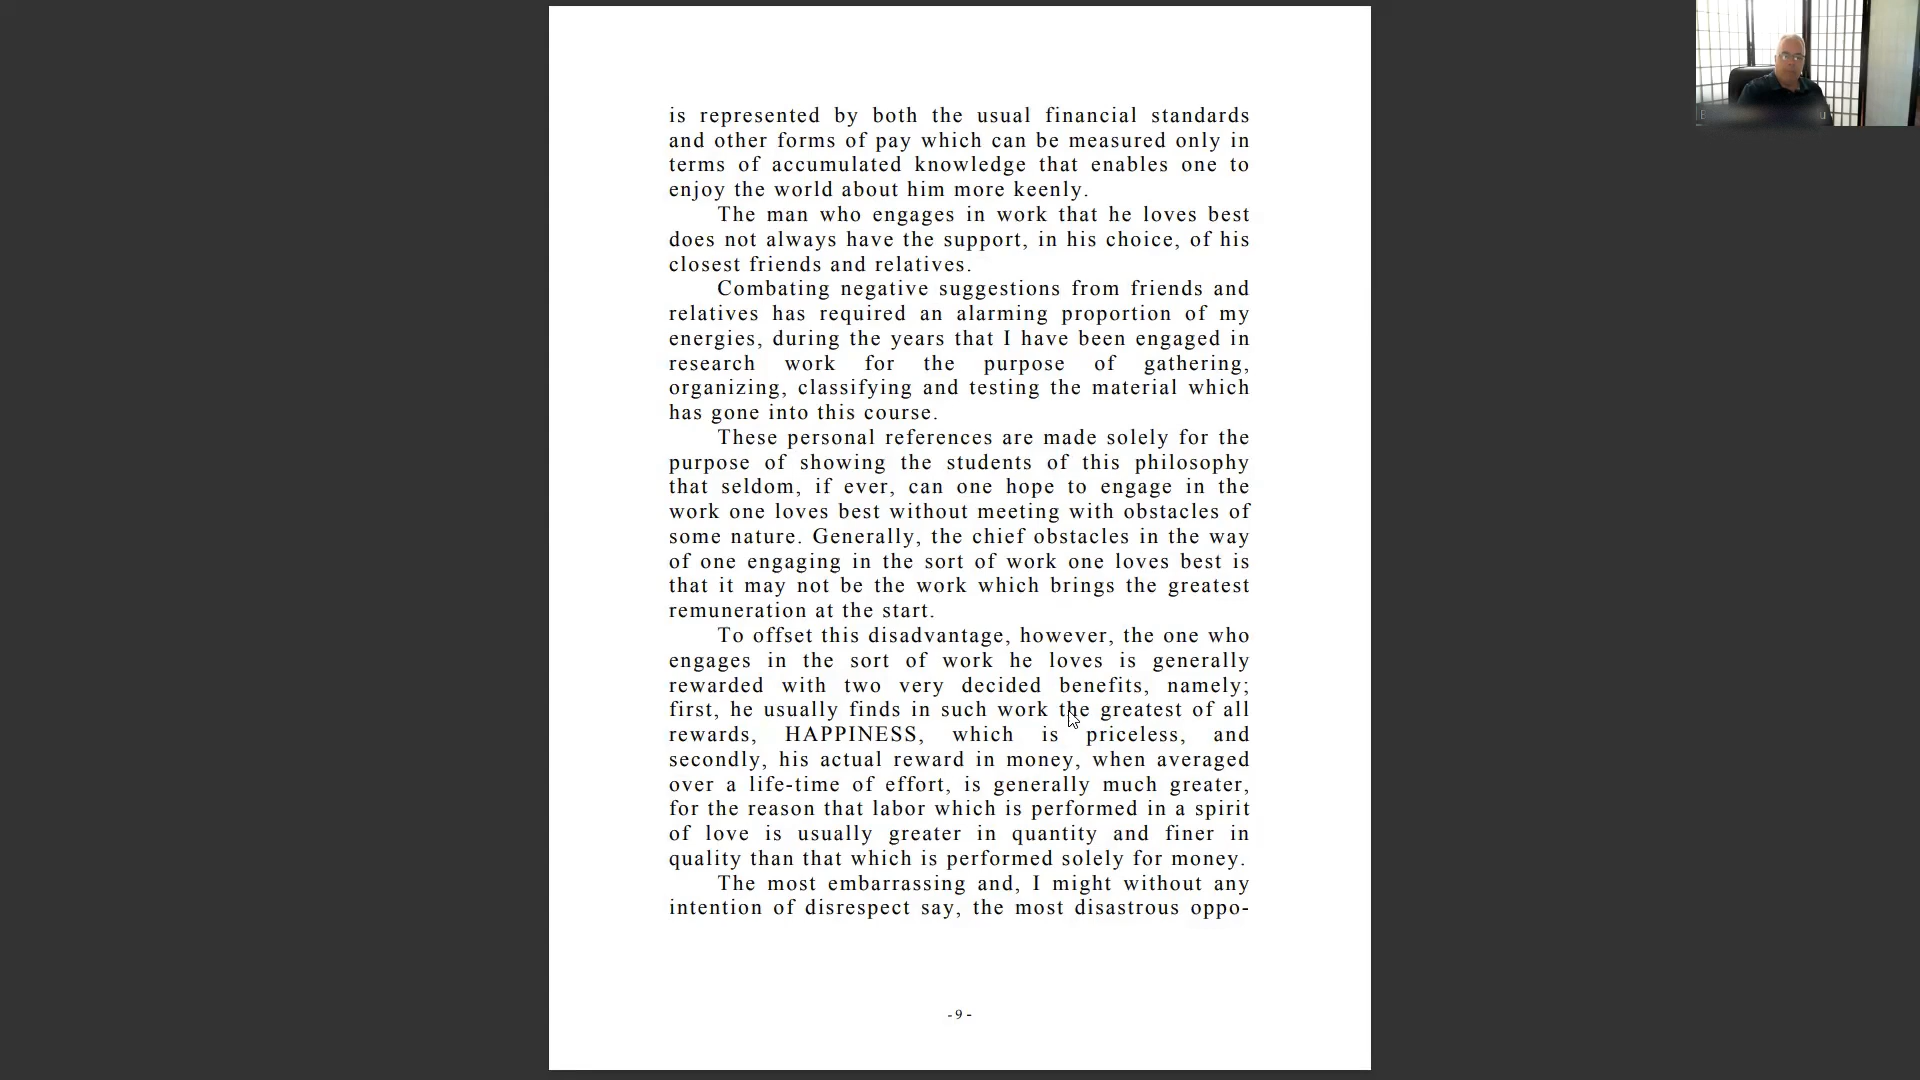 is represented by both the usual financial standards
and other forms of pay which can be measured only in
terms of accumulated knowledge that enables one to
enjoy the world about him more keenly.
The man who engages in work that he loves best
does not always have the support, in his choice, of his
closest friends and relatives.
Combating negative suggestions from friends and
relatives has required an alarming proportion of my
energies, during the years that I have been engaged in
research work for the purpose of gathering,
organizing, classifying and testing the material which
has gone into this course.
These personal references are made solely for the
purpose of showing the students of this philosophy
that seldom, if ever, can one hope to engage in the
work one loves best without meeting with obstacles of
some nature. Generally, the chief obstacles in the way
of one engaging in the sort of work one loves best is
that it may not be the work which brings the greatest
remuneration at the start.
To offset this disadvantage, however, the one who
engages in the sort of work he loves is generally
rewarded with two very decided benefits, namely;
first, he usually finds in such work the greatest of all
rewards, HAPPINESS, which is priceless, and
secondly, his actual reward in money, when averaged
over a life-time of effort, is generally much greater,
for the reason that labor which is performed in a spirit
of love is usually greater in quantity and finer in
quality than that which is performed solely for money.
The most embarrassing and, I might without any
intention of disrespect say, the most disastrous oppo-
- 9 -